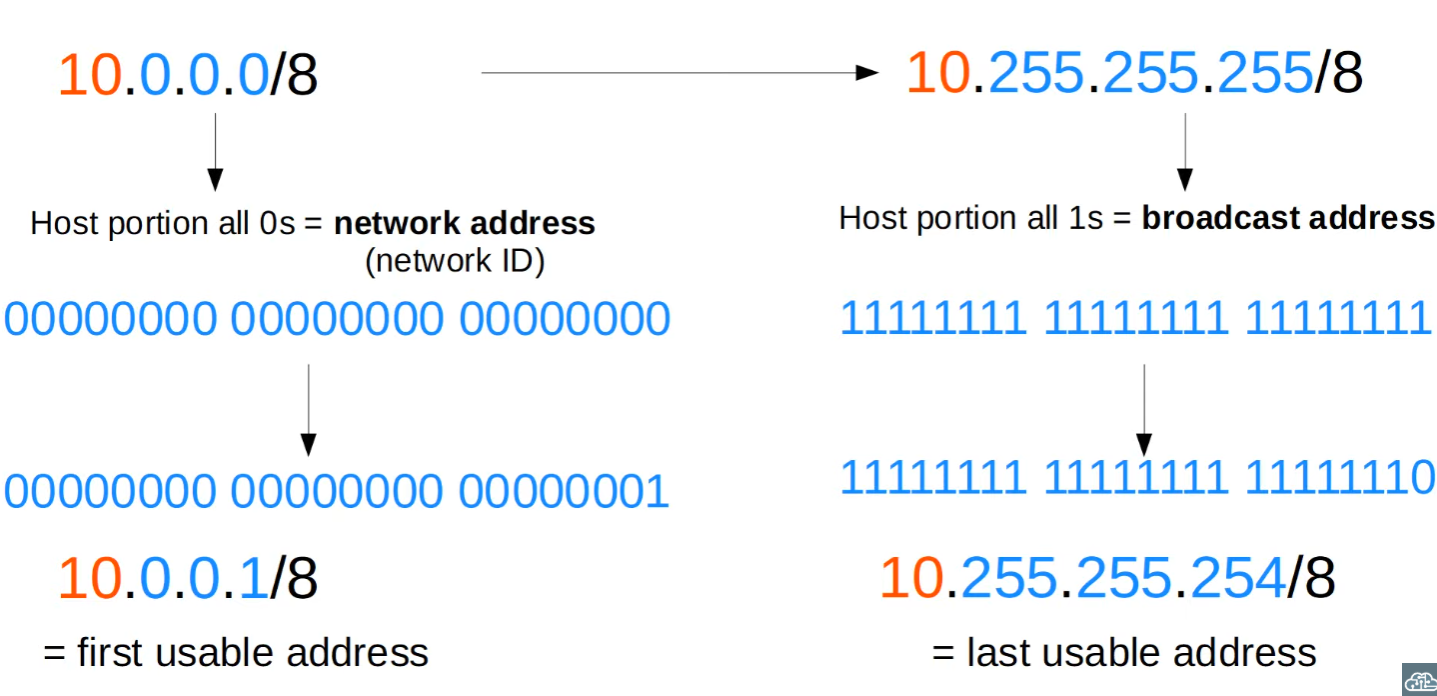 10.0.0.0/8
10.255.255.255/8
Host portion all 0s = network address
(network ID)
Host portion all 1s = broadcast address
00000000 00000000 00000000
11111111 11111111 11111111
00000000 00000000 00000001
11111111 11111111 11111110
10.0.0.1/8
10.255.255.254/8
= first usable address
= last usable address